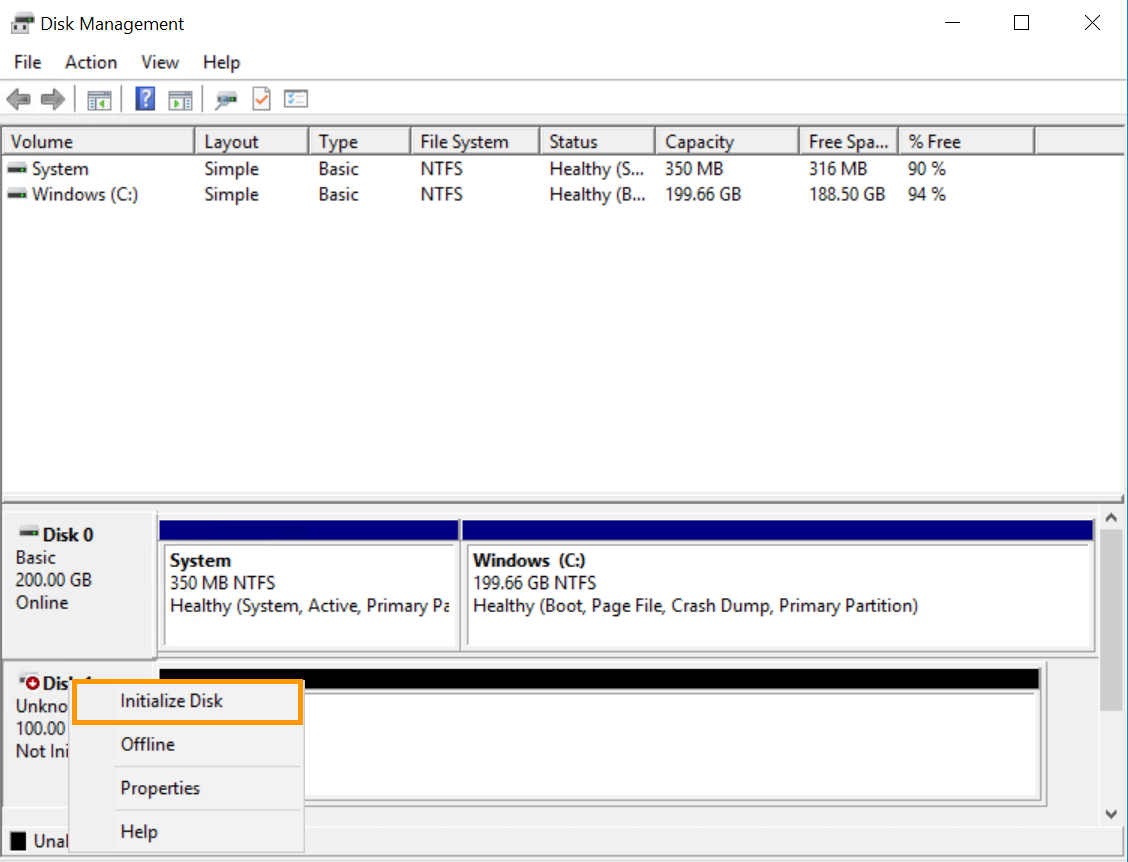 Disk Management
File Action View Help
Volume Layout Type File System Status Capacity Free Spa... % Free
System Simple Basic NTFS Healthy (S... 350 MB 316 MB 90 %
Windows (C:) Simple Basic NTFS Healthy (B... 199.66 GB 188.50 GB 94 %
Disk 0
Basic
200.00 GB
Online
System
350 MB NTFS
Healthy (System, Active, Primary Pa
Windows (C:)
199.66 GB NTFS
Healthy (Boot, Page File, Crash Dump, Primary Partition)
Dis
Unkno
100.00
Not Ini
Initialize Disk
Offline
Properties
Help
Unal